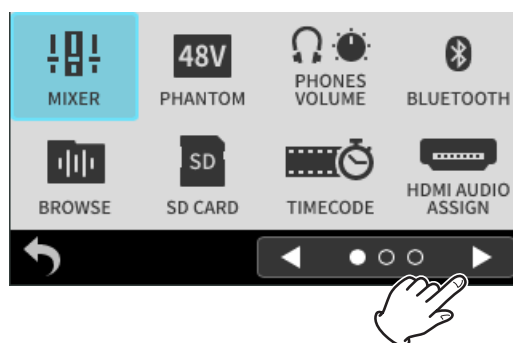 48V
MIXER
PHANTOM
PHONES
VOLUME
BLUETOOTH
SD
BROWSE
SD CARD
TIMECODE
HDMI AUDIO
ASSIGN